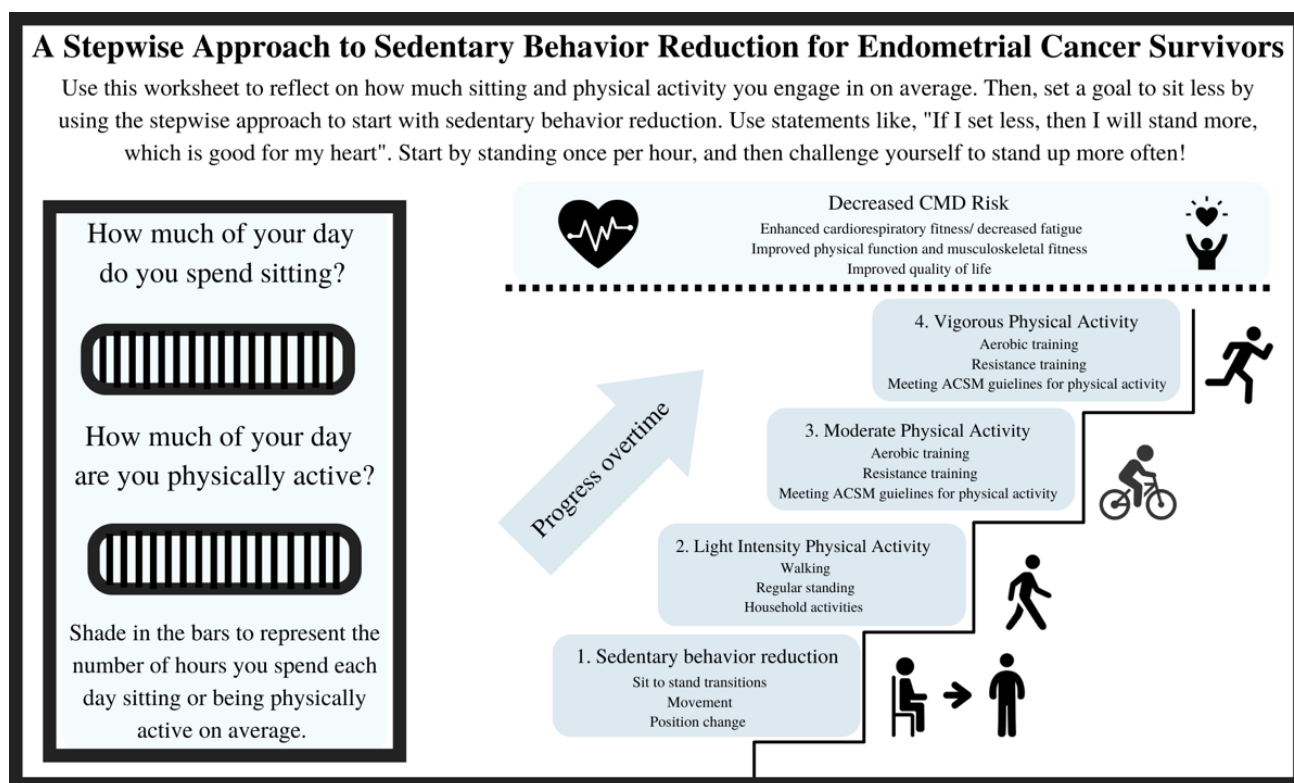 A Stepwise Approach to Sedentary Behavior Reduction for Endometrial Cancer Survivors
Use this worksheet to reflect on how much sitting and physical activity you engage in on average. Then, set a goal to sit less by
using the stepwise approach to start with sedentary behavior reduction. Use statements like, "If I set less, then I will stand more,
which is good for my heart". Start by standing once per hour, and then challenge yourself to stand up more often!
How much of your day
do you spend sitting?
How much of your day
are you physically active?
Shade in the bars to represent the
number of hours you spend each
day sitting or being physically
active on average.
Decreased CMD Risk
Enhanced cardiorespiratory fitness/ decreased fatigue
Improved physical function and musculoskeletal fitness
Improved quality of life
Progress overtime
4. Vigorous Physical Activity
Aerobic training
Resistance training
Meeting ACSM guielines for physical activity
3. Moderate Physical Activity
Aerobic training
Resistance training
Meeting ACSM guielines for physical activity
2. Light Intensity Physical Activity
Walking
Regular standing
Household activities
1. Sedentary behavior reduction
Sit to stand transitions
Movement
Position change